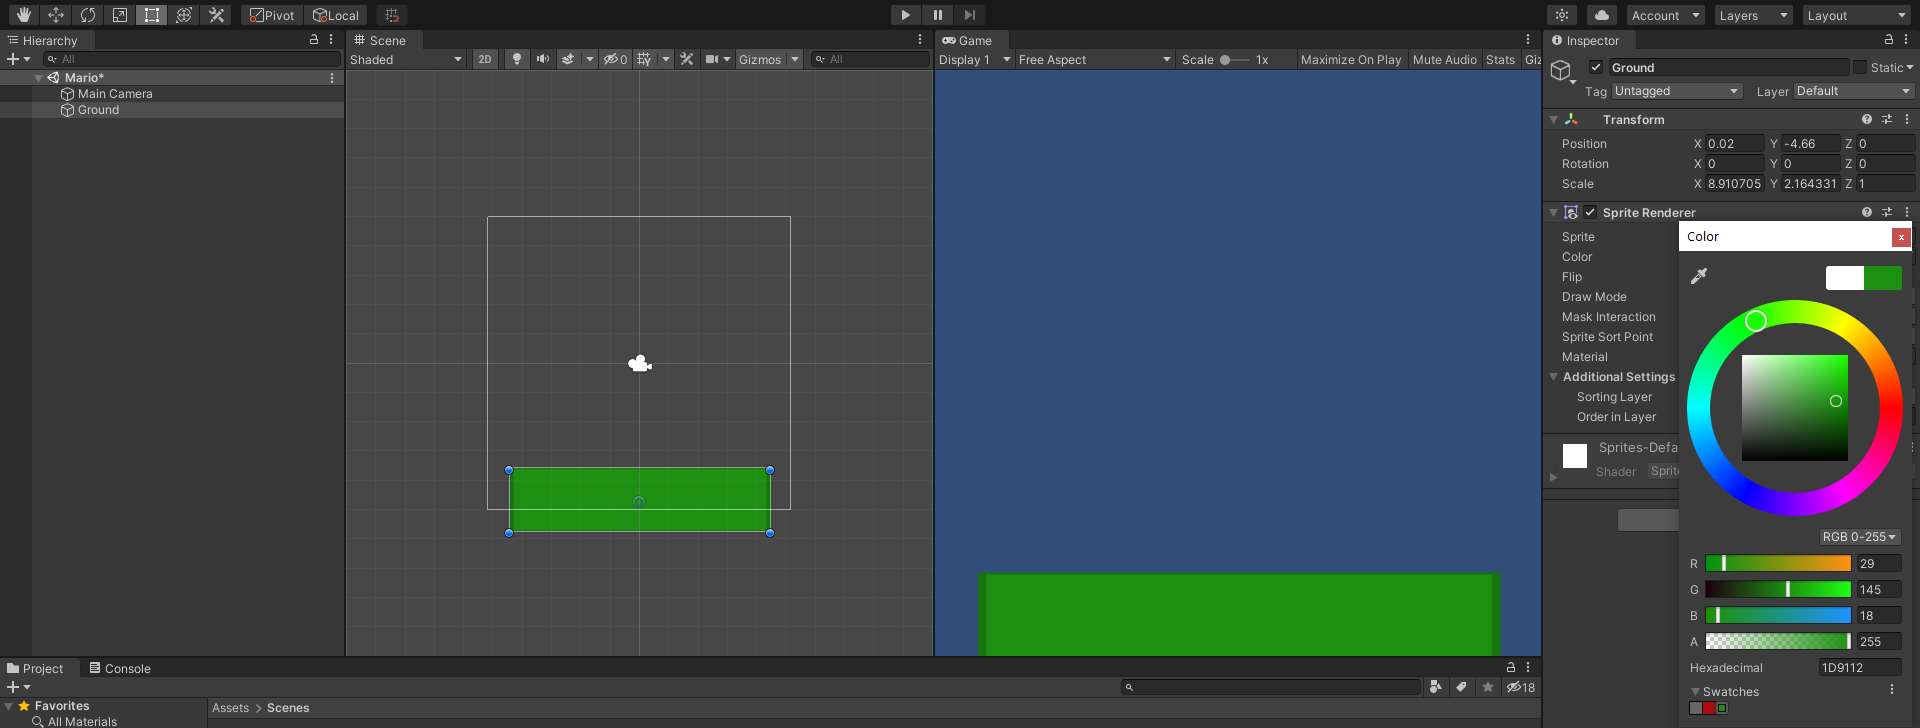 Pivot Local Account Layers Layout
Hierarchy
All
Mario*
Main Camera
Ground
Scene
Shaded 2D 0 Gizmos All
Game
Display 1 Free Aspect Scale 1x Maximize On Play Mute Audio Stats Giz
Inspector
Ground Static
Tag Untagged Layer Default
Transform
Position X 0.02 Y -4.66 Z 0
Rotation X 0 Y 0 Z 0
Scale X 8.910705 Y 2.164331 Z 1
Sprite Renderer
Sprite
Color
Flip
Draw Mode
Mask Interaction
Sprite Sort Point
Material
Additional Settings
Sorting Layer
Order in Layer
Sprites-Defa
Shader Sprite
Color
x
RGB 0-255
R 29
G 145
B 18
A 255
Hexadecimal 1D9112
Swatches
Project Console
18
Favorites
All Materials
Assets > Scenes